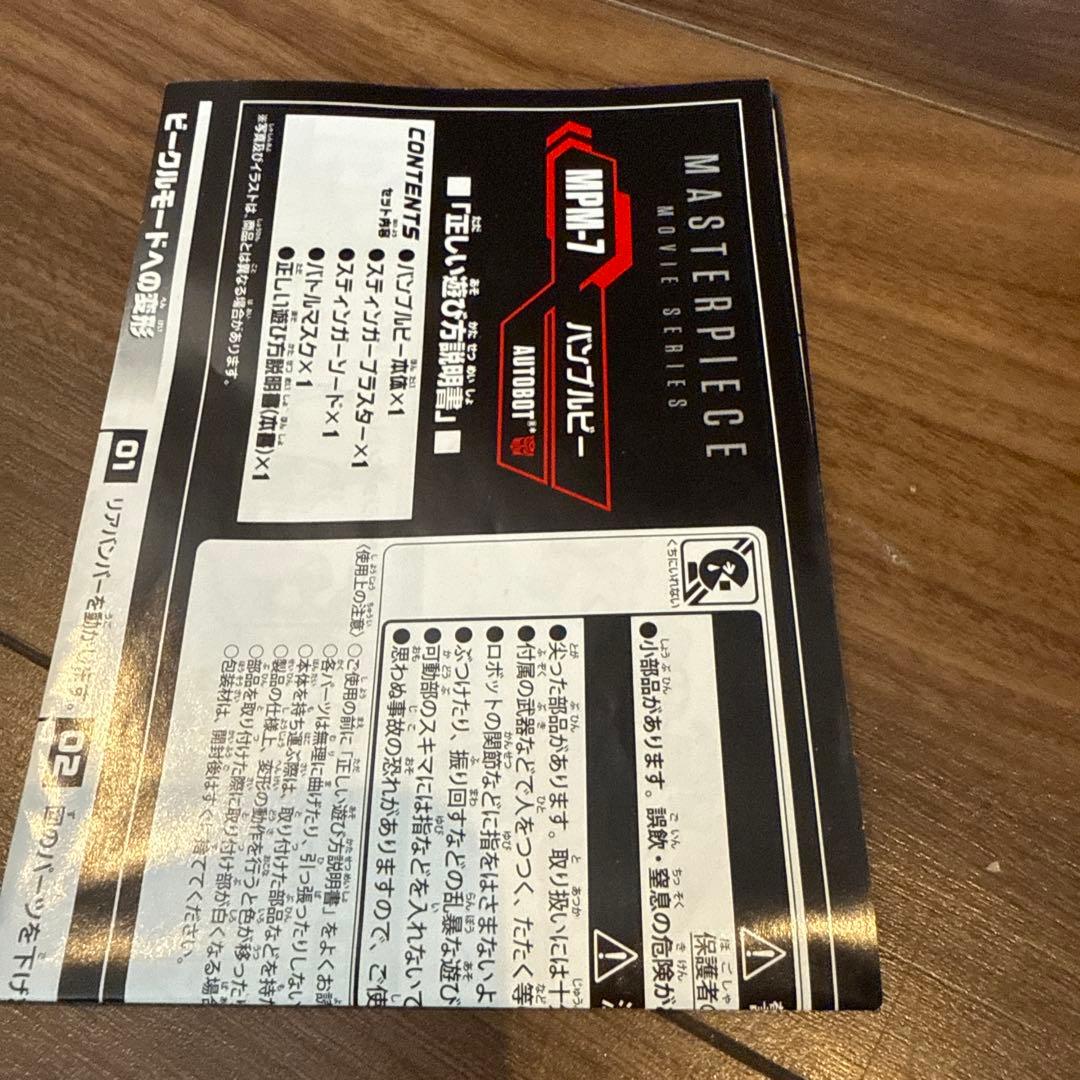 MASTERPIECE
MOVIE SERIES
MPM-7
バンブルビー
AUTOBOT®*
■「正しい遊び方説明書」■
CONTENTS
セット内容
●バンブルビー本体×1
●スティンガーブラスター×1
●スティンガーソード×1
●バトルマスク×1
●正しい遊び方説明書(本書)×1
※写真及びイラストは、商品とは異なる場合があります。
くちにいれない
保護者の
●小部品があります。誤飲・窒息の危険が
●尖った部品があります。取り扱いには十
●付属の武器などで人をつつく、たたく等
●ロボットの関節などに指をはさまないよ
●ぶつけたり、振り回すなどの乱暴な遊び
●可動部のスキマには指などを入れないで
●思わぬ事故の恐れがありますので、ご使
〈使用上の注意〉
○ご使用の前に「正しい遊び方説明書」をよくお読
○各パーツは無理に曲げたり、引っ張ったりしない
○本体を持ち運ぶ際は、取り付けた部品などを持た
○製品の仕様上、変形の動作を行うと色が移った
○部品を取り付けた際に取り付け部が白くなる場合
○包装材は、開封後はすぐに捨ててください。
ビークルモードへの変形
01
リアバンパーを動かします。
02
図のパーツを下げ